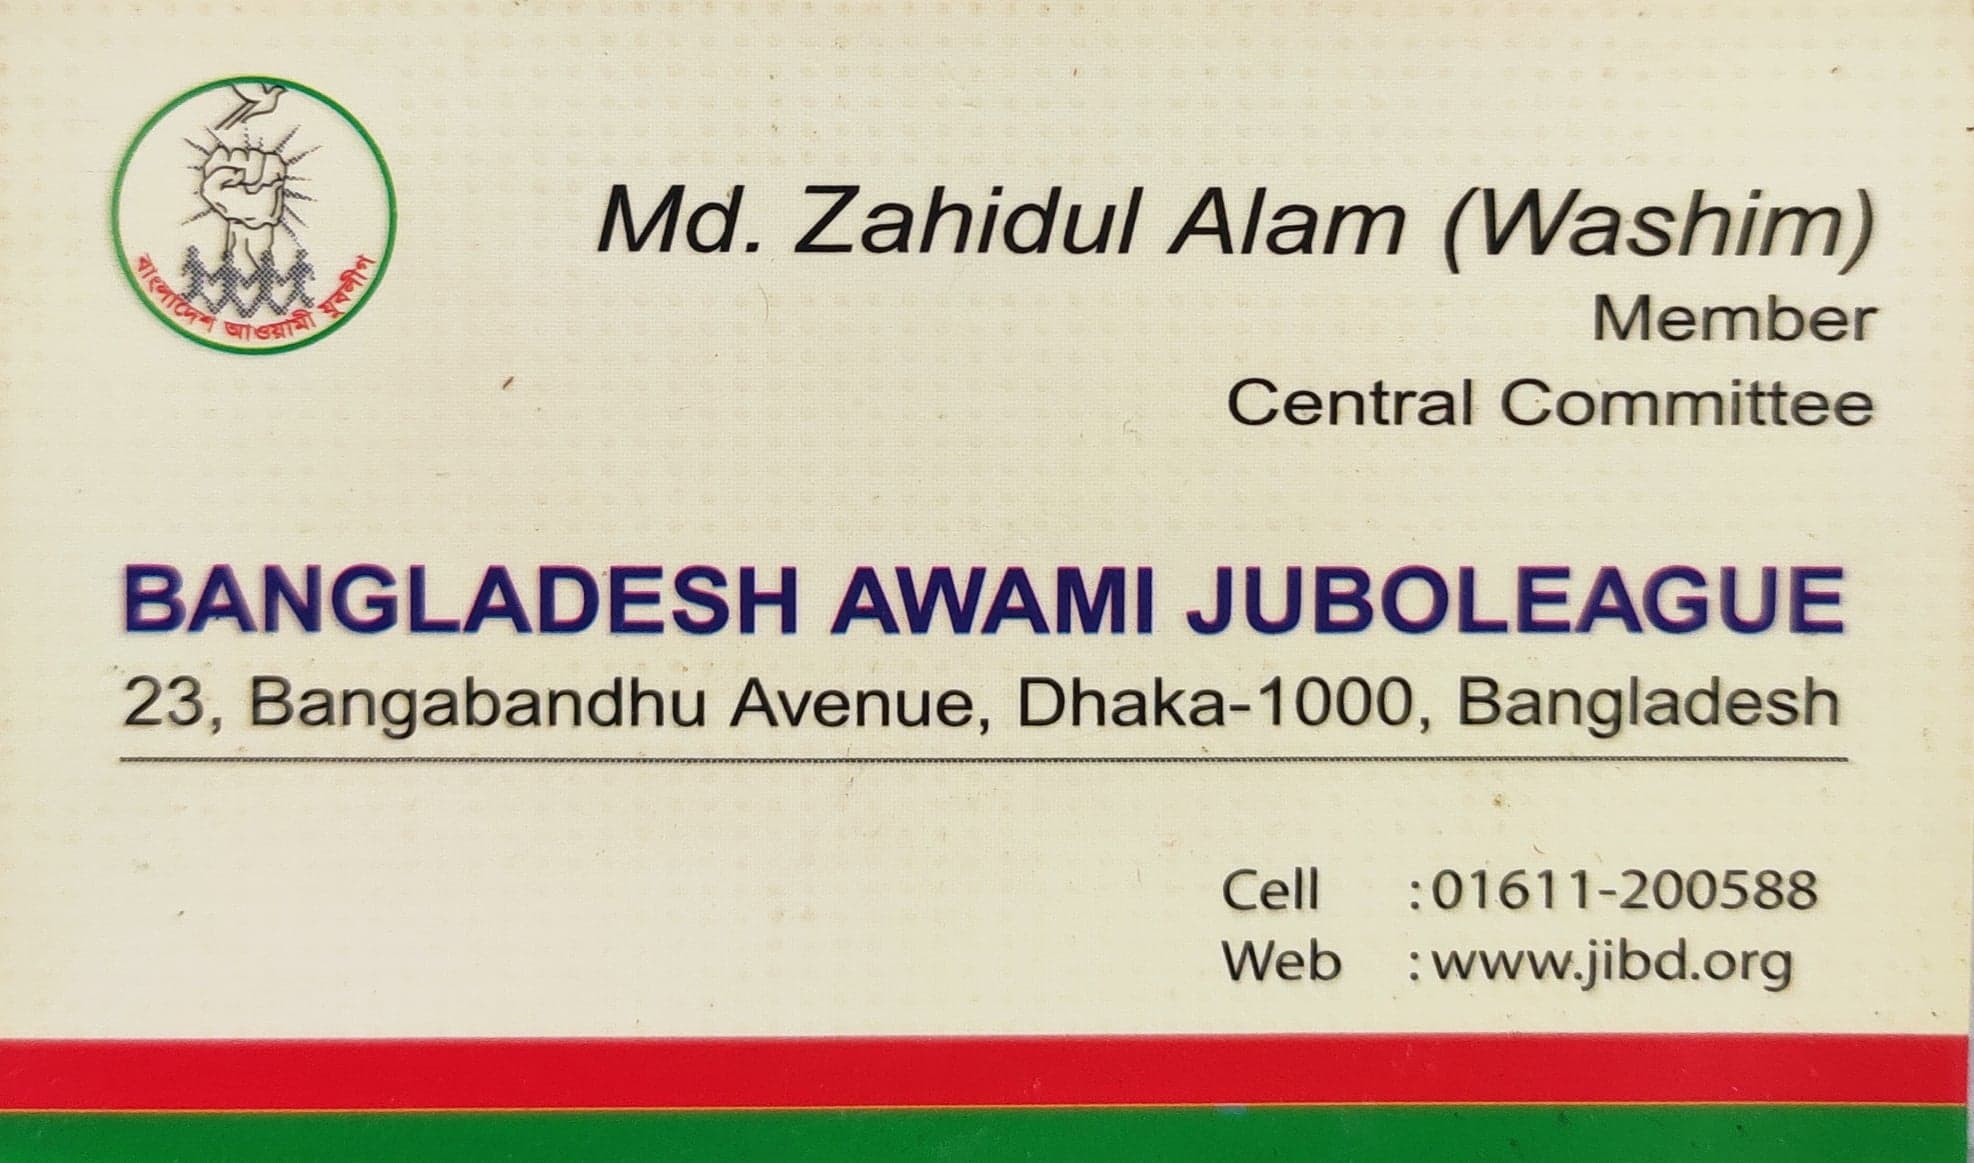 বাংলাদেশ আওয়ামী যুবলীগ
Md. Zahidul Alam (Washim)
Member
Central Committee
BANGLADESH AWAMI JUBOLEAGUE
23, Bangabandhu Avenue, Dhaka-1000, Bangladesh
Cell :01611-200588
Web :www.jibd.org